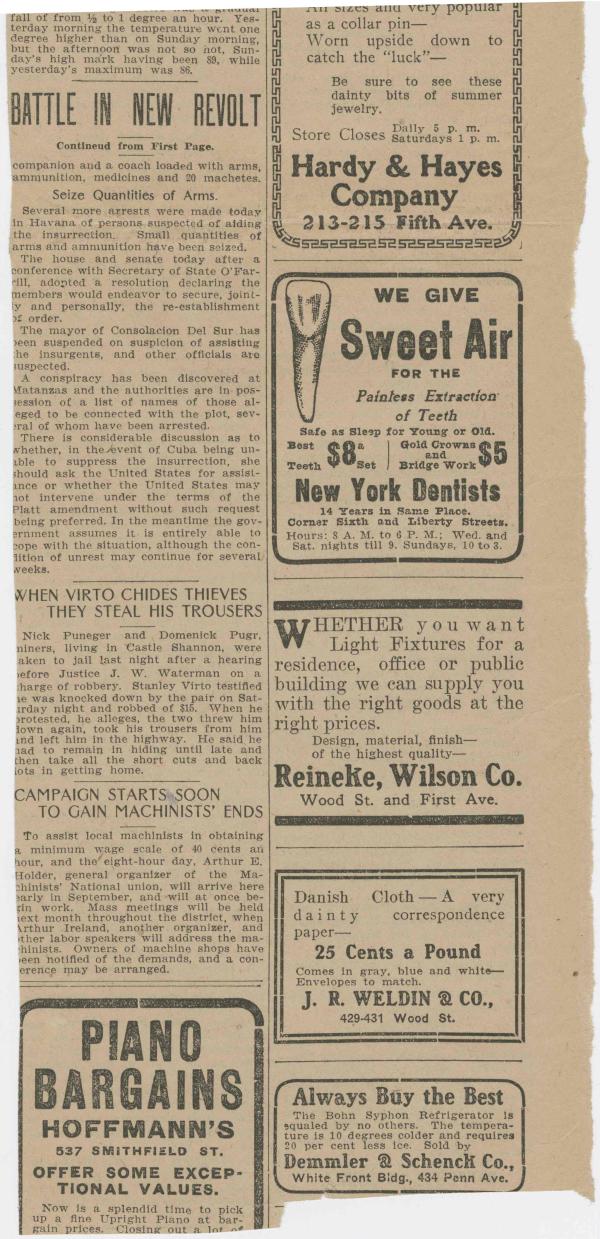 fall of from ½ to 1 degree an hour. Yes-
terday morning the temperature went one
degree higher than on Sunday morning,
but the afternoon was not so hot, Sun-
day's high mark having been 89, while
yesterday's maximum was 86.
BATTLE IN NEW REVOLT
Contineud from First Page.
companion and a coach loaded with arms,
ammunition, medicines and 20 machetes.
Seize Quantities of Arms.
Several more arrests were made today
in Havana of persons suspected of aiding
the insurrection. Small quantities of
arms and ammunition have been seized.
The house and senate today after a
conference with Secretary of State O'Far-
rill, adopted a resolution declaring the
members would endeavor to secure, joint-
ly and personally, the re-establishment
of order.
The mayor of Consolacion Del Sur has
been suspended on suspicion of assisting
the insurgents, and other officials are
suspected.
A conspiracy has been discovered at
Matanzas and the authorities are in pos-
session of a list of names of those al-
leged to be connected with the plot, sev-
eral of whom have been arrested.
There is considerable discussion as to
whether, in the event of Cuba being un-
able to suppress the insurrection, she
should ask the United States for assist-
ance or whether the United States may
not intervene under the terms of the
Platt amendment without such request
being preferred. In the meantime the gov-
ernment assumes it is entirely able to
cope with the situation, although the con-
dition of unrest may continue for several
weeks.
WHEN VIRTO CHIDES THIEVES
THEY STEAL HIS TROUSERS
Nick Puneger and Domenick Pugr,
miners, living in Castle Shannon, were
taken to jail last night after a hearing
before Justice J. W. Waterman on a
charge of robbery. Stanley Virto testified
he was knocked down by the pair on Sat-
urday night and robbed of $15. When he
protested, he alleges, the two threw him
down again, took his trousers from him
and left him in the highway. He said he
had to remain in hiding until late and
then take all the short cuts and back
lots in getting home.
CAMPAIGN STARTS SOON
TO GAIN MACHINISTS' ENDS
To assist local machinists in obtaining
a minimum wage scale of 40 cents an
hour, and the eight-hour day, Arthur E.
Holder, general organizer of the Ma-
chinists' National union, will arrive here
early in September, and will at once be-
gin work. Mass meetings will be held
next month throughout the district, when
Arthur Ireland, another organizer, and
other labor speakers will address the ma-
chinists. Owners of machine shops have
been notified of the demands, and a con-
ference may be arranged.
PIANO
BARGAINS
HOFFMANN'S
537 SMITHFIELD ST.
OFFER SOME EXCEP-
TIONAL VALUES.
Now is a splendid time to pick
up a fine Upright Piano at bar-
gain prices. Closing out a lot of
All sizes and very popular
as a collar pin—
Worn upside down to
catch the "luck"—
Be sure to see these
dainty bits of summer
jewelry.
Store Closes Daily 5 p. m.
Saturdays 1 p. m.
Hardy & Hayes
Company
213-215 Fifth Ave.
WE GIVE
Sweet Air
FOR THE
Painless Extraction
of Teeth
Safe as Sleep for Young or Old.
Best Teeth $8 a Set
Gold Crowns and Bridge Work $5
New York Dentists
14 Years in Same Place.
Corner Sixth and Liberty Streets.
Hours: 8 A. M. to 6 P. M.; Wed. and
Sat. nights till 9. Sundays, 10 to 3.
WHETHER you want
Light Fixtures for a
residence, office or public
building we can supply you
with the right goods at the
right prices.
Design, material, finish—
of the highest quality—
Reineke, Wilson Co.
Wood St. and First Ave.
Danish Cloth—A very
dainty correspondence
paper—
25 Cents a Pound
Comes in gray, blue and white—
Envelopes to match.
J. R. WELDIN & CO.,
429-431 Wood St.
Always Buy the Best
The Bohn Syphon Refrigerator is
equaled by no others. The tempera-
ture is 10 degrees colder and requires
20 per cent less ice. Sold by
Demmler & Schenck Co.,
White Front Bldg., 434 Penn Ave.